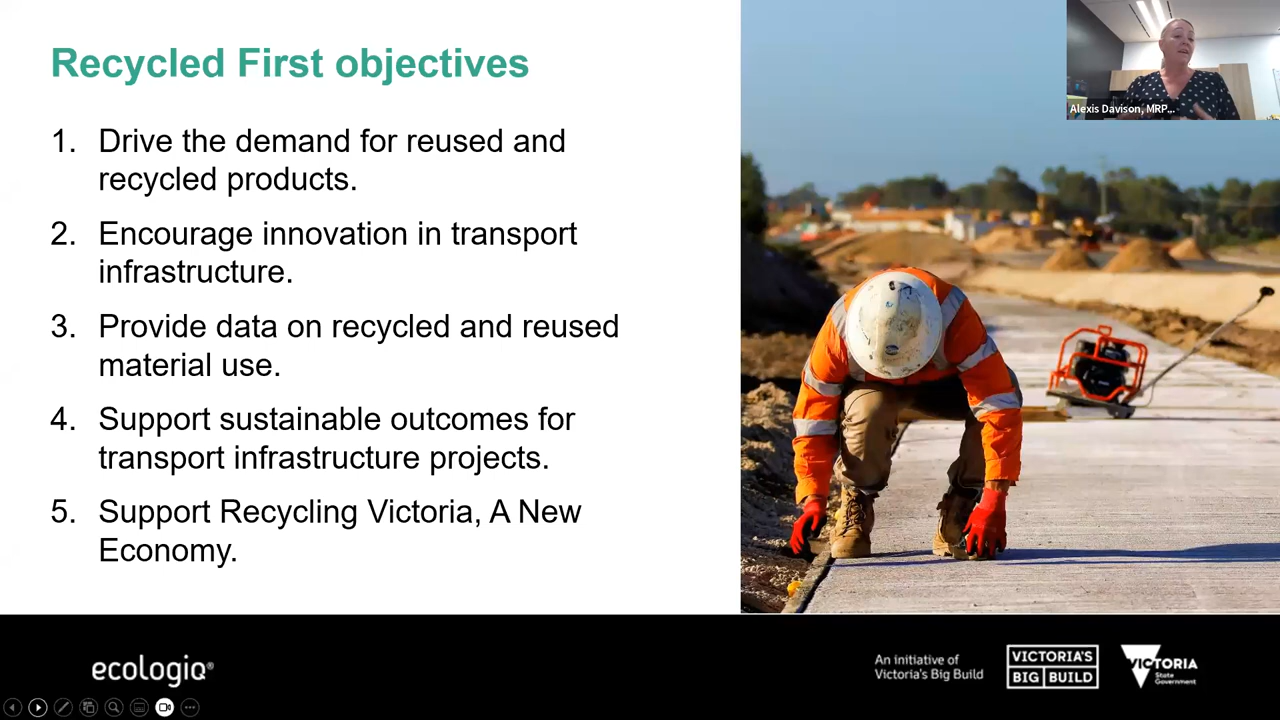 Recycled First objectives
Alexis Davison, MRP...
1. Drive the demand for reused and
recycled products.
2. Encourage innovation in transport
infrastructure.
3. Provide data on recycled and reused
material use.
4. Support sustainable outcomes for
transport infrastructure projects.
5. Support Recycling Victoria, A New
Economy.
ecologiq®
An initiative of
Victoria's Big Build
VICTORIA'S
BIG BUILD
VICTORIA
State
Government